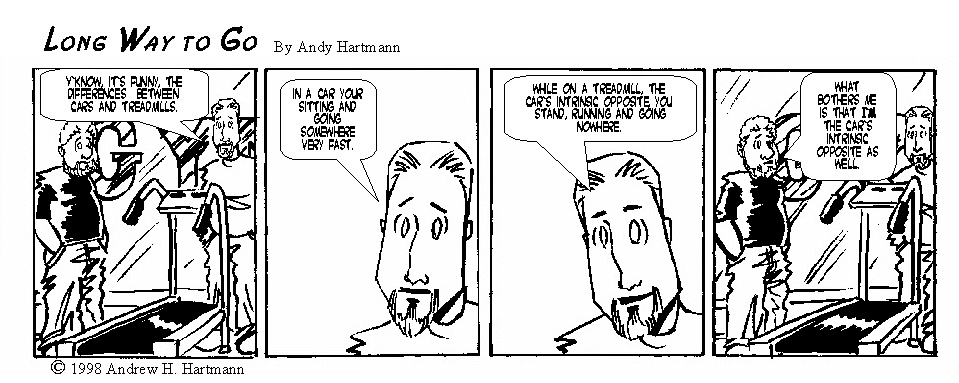 LONG WAY TO GO By Andy Hartmann
Y'KNOW, IT'S FUNNY, THE
DIFFERENCES BETWEEN
CARS AND TREADMILLS.
G Y
IN A CAR YOUR
SITTING AND
GOING
SOMEWHERE
VERY FAST.
WHILE ON A TREADMILL, THE
CAR'S INTRINSIC OPPOSITE, YOU
STAND, RUNNING AND GOING
NOWHERE.
WHAT
BOTHERS ME
IS THAT I'M
THE CAR'S
INTRINSIC
OPPOSITE AS
WELL.
© 1998 Andrew H. Hartmann